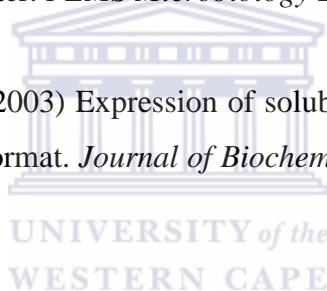 FEMS Microbiology
2003) Expression of solub
ormat. Journal of Biochem
UNIVERSITY of the
WESTERN CAPE